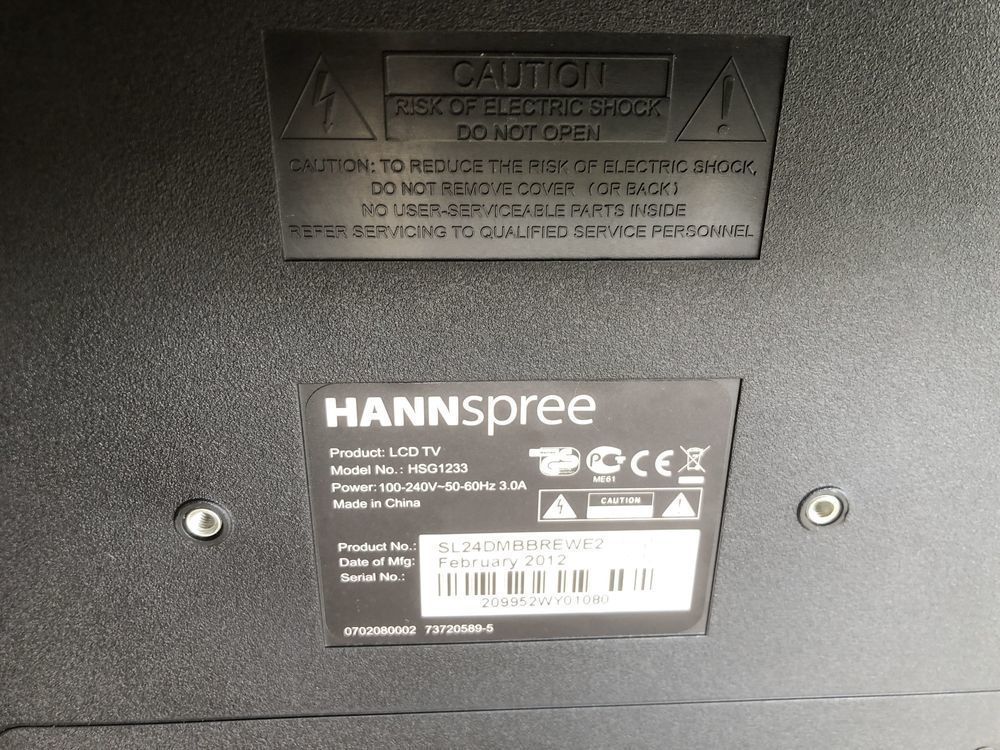 CAUTION
RISK OF ELECTRIC SHOCK
DO NOT OPEN
CAUTION: TO REDUCE THE RISK OF ELECTRIC SHOCK,
DO NOT REMOVE COVER (OR BACK)
NO USER-SERVICEABLE PARTS INSIDE
REFER SERVICING TO QUALIFIED SERVICE PERSONNEL
HANNspree
Product: LCD TV
Model No.: HSG1233
Power: 100-240V~50-60Hz 3.0A
Made in China
ME61
CE
CAUTION
Product No.: SL24DMBBREWE2
Date of Mfg: February 2012
Serial No.:
209952WY01080
0702080002 73720589-5